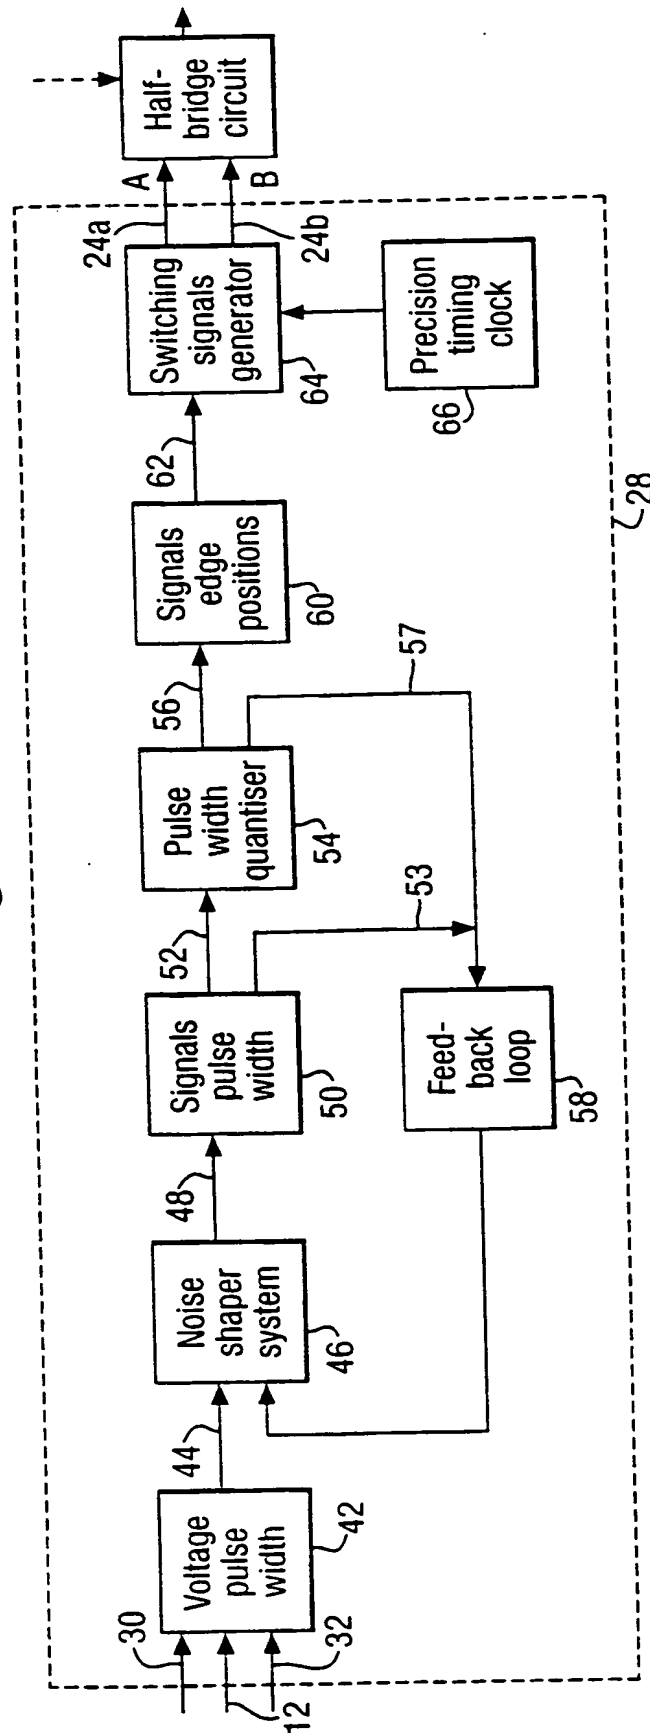 30
12
32
Voltage
pulse
width
42
44
Noise
shaper
system
46
48
Signals
pulse
width
50
52
53
Pulse
width
quantiser
54
56
57
Feed-
back
loop
58
Signals
edge
positions
60
62
Switching
signals
generator
64
Precision
timing
clock
66
24a
24b
A
B
Half-
bridge
circuit
28